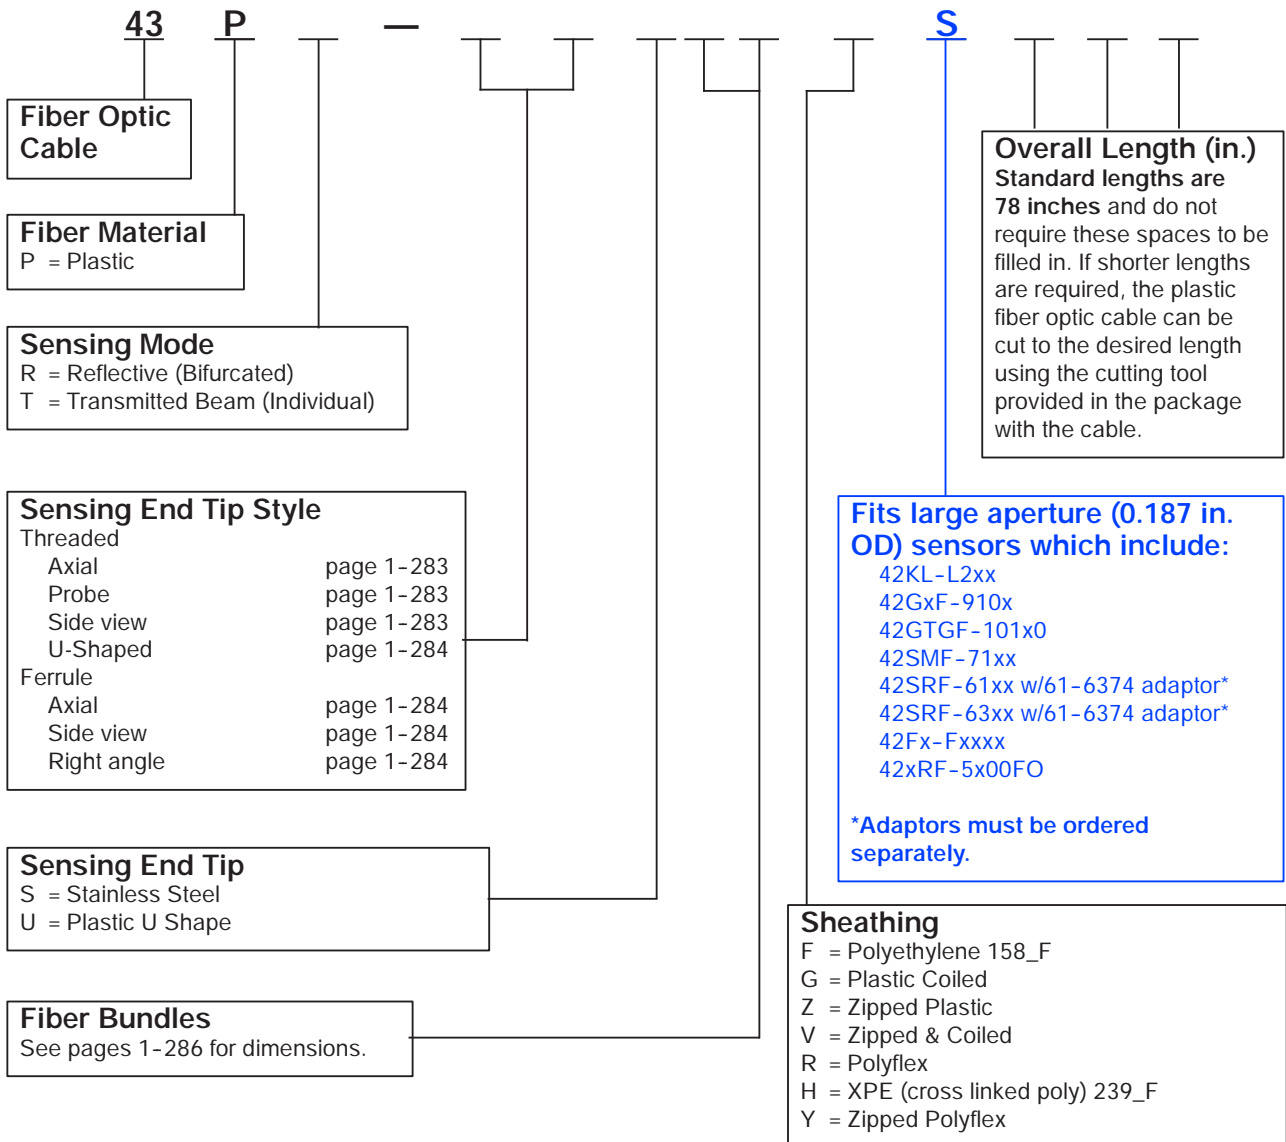 43 P — S
Fiber Optic
Cable
Fiber Material
P = Plastic
Sensing Mode
R = Reflective (Bifurcated)
T = Transmitted Beam (Individual)
Sensing End Tip Style
Threaded
Axial page 1-283
Probe page 1-283
Side view page 1-283
U-Shaped page 1-284
Ferrule
Axial page 1-284
Side view page 1-284
Right angle page 1-284
Sensing End Tip
S = Stainless Steel
U = Plastic U Shape
Fiber Bundles
See pages 1-286 for dimensions.
Overall Length (in.)
Standard lengths are
78 inches and do not
require these spaces to be
filled in. If shorter lengths
are required, the plastic
fiber optic cable can be
cut to the desired length
using the cutting tool
provided in the package
with the cable.
Fits large aperture (0.187 in.
OD) sensors which include:
42KL-L2xx
42GxF-910x
42GTGF-101x0
42SMF-71xx
42SRF-61xx w/61-6374 adaptor*
42SRF-63xx w/61-6374 adaptor*
42Fx-Fxxxx
42xRF-5x00FO
*Adaptors must be ordered
separately.
Sheathing
F = Polyethylene 158_F
G = Plastic Coiled
Z = Zipped Plastic
V = Zipped & Coiled
R = Polyflex
H = XPE (cross linked poly) 239_F
Y = Zipped Polyflex